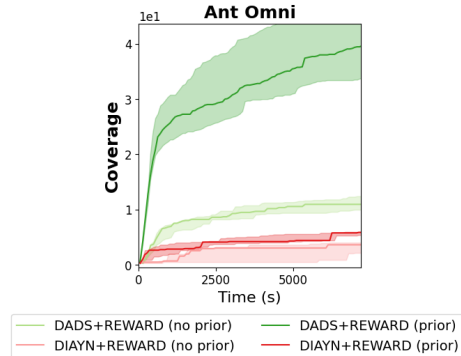 Ant Omni
4 1e1
3
2
1
0
Coverage
0 2500 5000
Time (s)
DADS+REWARD (no prior) DADS+REWARD (prior)
DIAYN+REWARD (no prior) DIAYN+REWARD (prior)